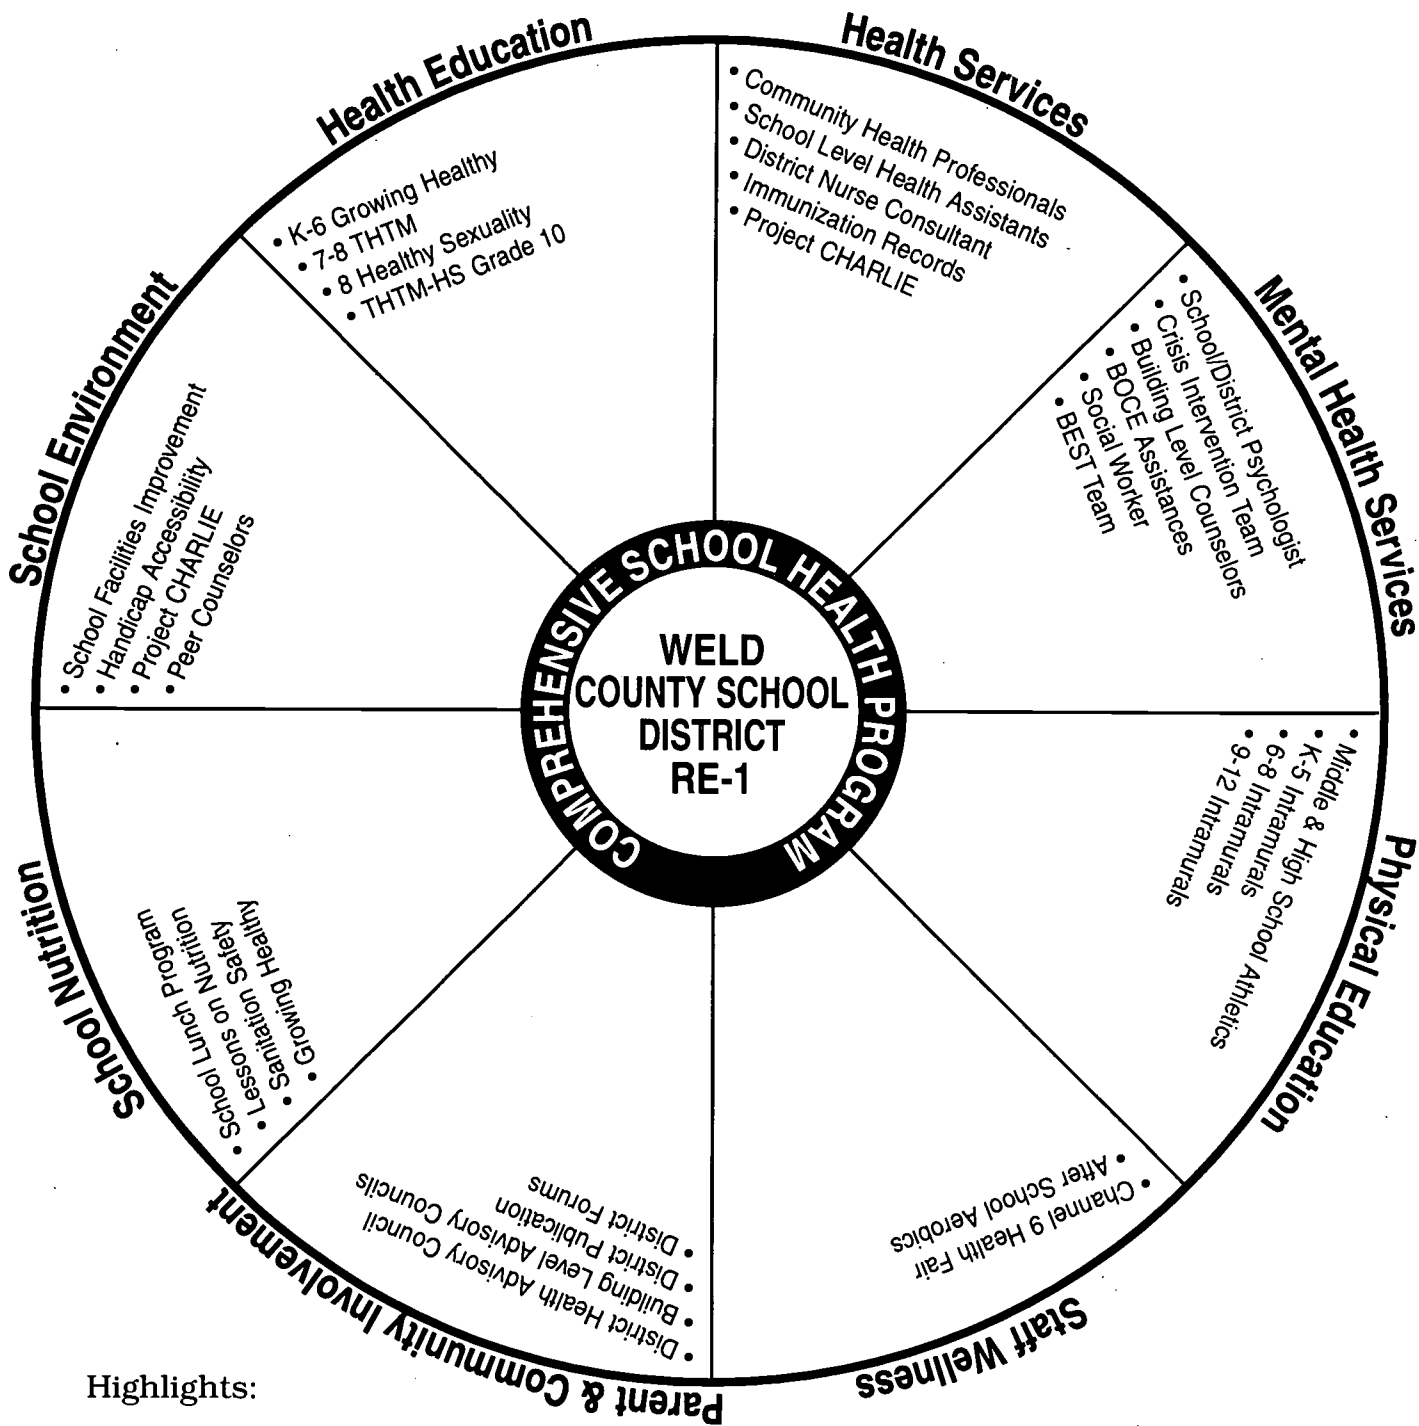 Health Education
• K-6 Growing Healthy
• 7-8 THTM
• 8 Healthy Sexuality
• THTM-HS Grade 10
Health Services
• Community Health Professionals
• School Level Health Assistants
• District Nurse Consultant
• Immunization Records
• Project CHARLIE
Mental Health Services
• School/District Psychologist
• Crisis Intervention Team
• Building Level Counselors
• BOCE Assistances
• Social Worker
• BEST Team
Physical Education
• Middle & High School Athletics
• K-5 Intramurals
• 6-8 Intramurals
• 9-12 Intramurals
Staff Wellness
• Channel 9 Health Fair
• After School Aerobics
Parent & Community Involvement
• District Health Advisory Council
• Building Level Advisory Councils
• District Publication
• District Forums
School Nutrition
• School Lunch Program
• Lessons on Nutrition
• Sanitation Safety
• Growing Healthy
School Environment
• School Facilities Improvement
• Handicap Accessibility
• Project CHARLIE
• Peer Counselors
COMPREHENSIVE SCHOOL HEALTH PROGRAM
WELD
COUNTY SCHOOL
DISTRICT
RE-1
Highlights: